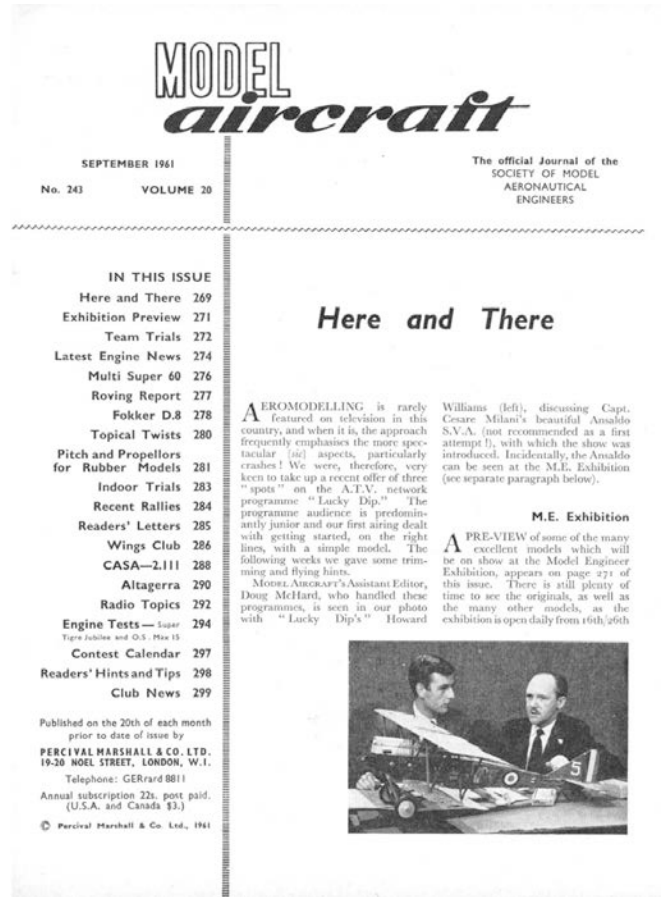 MODEL
aircraft
SEPTEMBER 1961
No. 243 VOLUME 20
The official Journal of the
SOCIETY OF MODEL
AERONAUTICAL
ENGINEERS
IN THIS ISSUE
Here and There 269
Exhibition Preview 271
Team Trials 272
Latest Engine News 274
Multi Super 60 276
Roving Report 277
Fokker D.8 278
Topical Twists 280
Pitch and Propellors
for Rubber Models 281
Indoor Trials 283
Recent Rallies 284
Readers' Letters 285
Wings Club 286
CASA—2.111 288
Altagerra 290
Radio Topics 292
Engine Tests — Super 294
Tigre Jubilee and O.S. Max 15
Contest Calendar 297
Readers' Hints and Tips 298
Club News 299
Published on the 20th of each month
prior to date of issue by
PERCIVAL MARSHALL & CO. LTD.
19-20 NOEL STREET, LONDON, W.1.
Telephone: GERrard 8811
Annual subscription 22s. post paid.
(U.S.A. and Canada $3.)
© Percival Marshall & Co. Ltd., 1961
Here and There
AEROMODELLING is rarely
featured on television in this
country, and when it is, the approach
frequently emphasises the more spec-
tacular (sic) aspects, particularly
crashes! We were, therefore, very
keen to take up a recent offer of three
"spots" on the A.T.V. network
programme "Lucky Dip." The
programme audience is predomin-
antly junior and our first airing dealt
with getting started, on the right
lines, with a simple model. The
following weeks we gave some trim-
ming and flying hints.
MODEL AIRCRAFT'S Assistant Editor,
Doug McHard, who handled these
programmes, is seen in our photo
with "Lucky Dip's" Howard
Williams (left), discussing Capt.
Cesare Milani's beautiful Ansaldo
S.V.A. (not recommended as a first
attempt!), with which the show was
introduced. Incidentally, the Ansaldo
can be seen at the M.E. Exhibition
(see separate paragraph below).
M.E. Exhibition
A PRE-VIEW of some of the many
excellent models which will
be on show at the Model Engineer
Exhibition, appears on page 271 of
this issue. There is still plenty of
time to see the originals, as well as
the many other models, as the
exhibition is open daily from 16th/26th
5